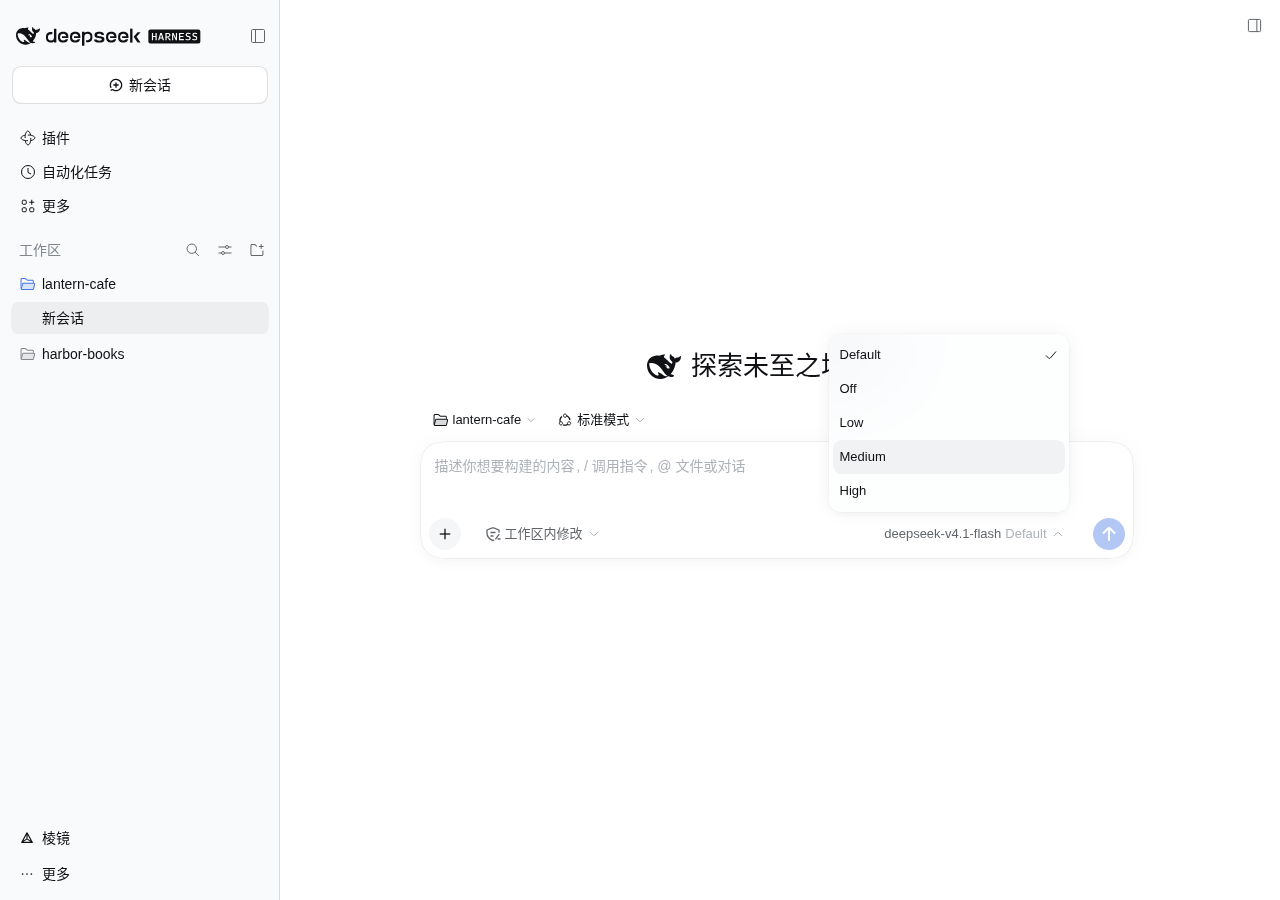 deepseek HARNESS
新会话
插件
自动化任务
更多
工作区
lantern-cafe
新会话
harbor-books
棱镜
更多
探索未至之
lantern-cafe
标准模式
描述你想要构建的内容, / 调用指令, @ 文件或对话
工作区内修改
deepseek-v4.1-flash Default
Default
Off
Low
Medium
High